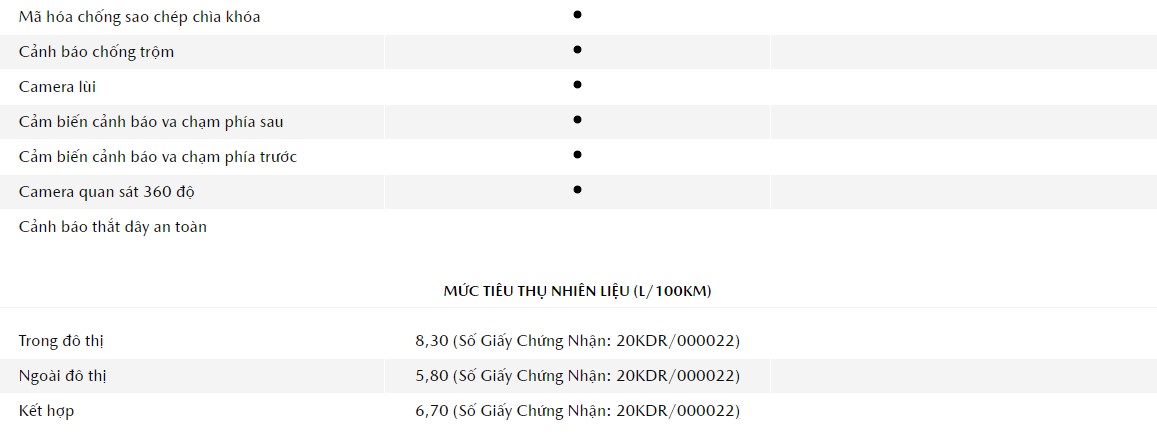 Mã hóa chống sao chép chìa khóa ●
Cảnh báo chống trộm ●
Camera lùi ●
Cảm biến cảnh báo va chạm phía sau ●
Cảm biến cảnh báo va chạm phía trước ●
Camera quan sát 360 độ ●
Cảnh báo thắt dây an toàn
MỨC TIÊU THỤ NHIÊN LIỆU (L/100KM)
Trong đô thị 8,30 (Số Giấy Chứng Nhận: 20KDR/000022)
Ngoài đô thị 5,80 (Số Giấy Chứng Nhận: 20KDR/000022)
Kết hợp 6,70 (Số Giấy Chứng Nhận: 20KDR/000022)